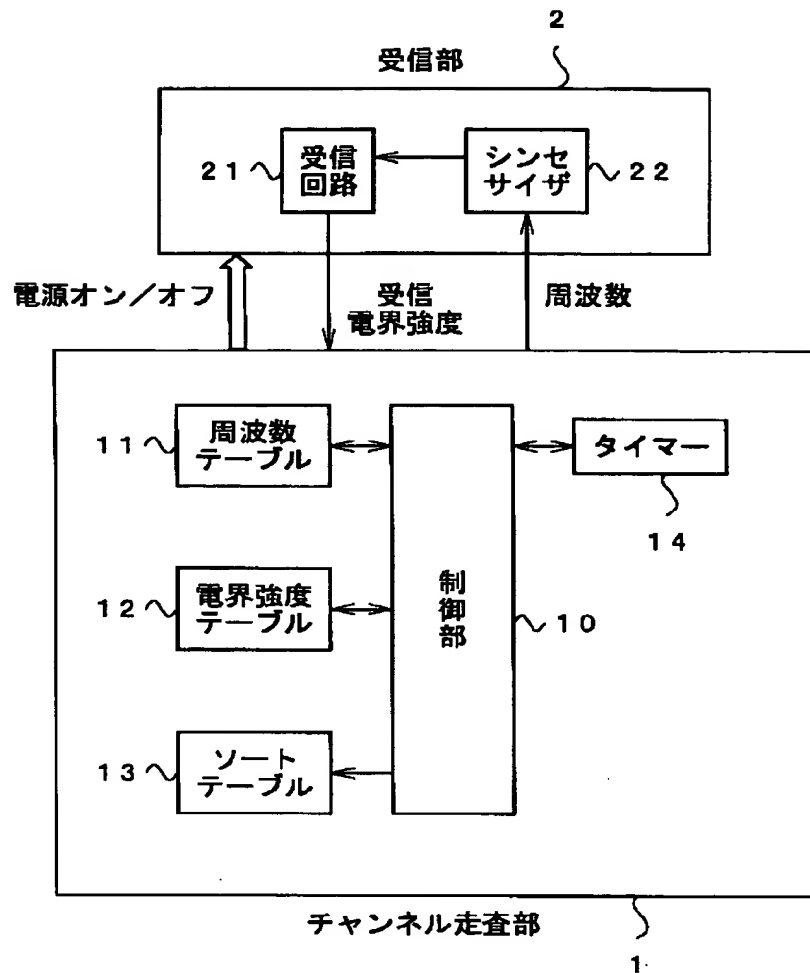 2
受信部
21
受信
回路
シンセ
サイザ
22
電源オン／オフ
受信
電界強度
周波数
11
周波数
テーブル
タイマー
14
12
電界強度
テーブル
制御部
10
13
ソート
テーブル
チャンネル走査部
1